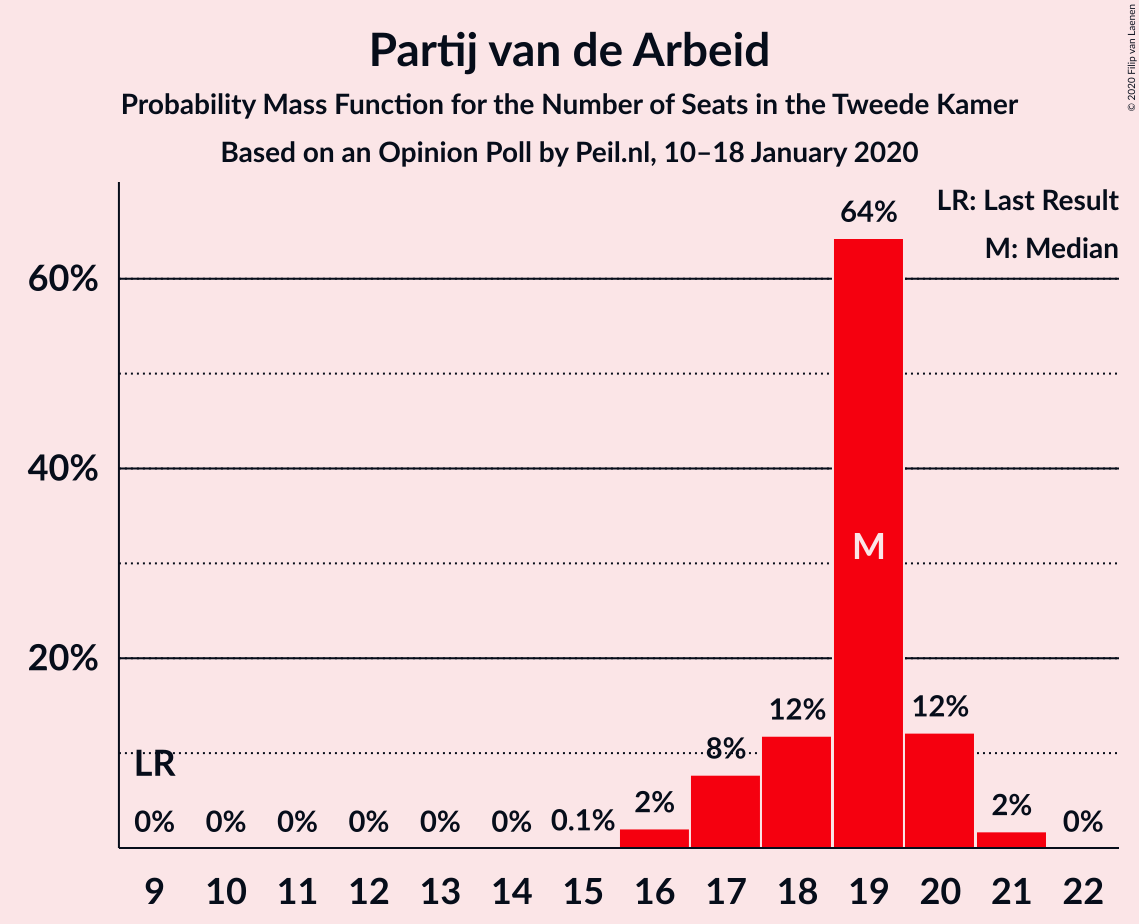 Partij van de Arbeid
Probability Mass Function for the Number of Seats in the Tweede Kamer
Based on an Opinion Poll by Peil.nl, 10–18 January 2020
© 2020 Filip van Laenen
LR: Last Result
M: Median
64%
60%
40%
M
20%
12% 12%
8%
LR
2% 2%
0% 0% 0% 0% 0% 0% 0.1% 0%
9 10 11 12 13 14 15 16 17 18 19 20 21 22